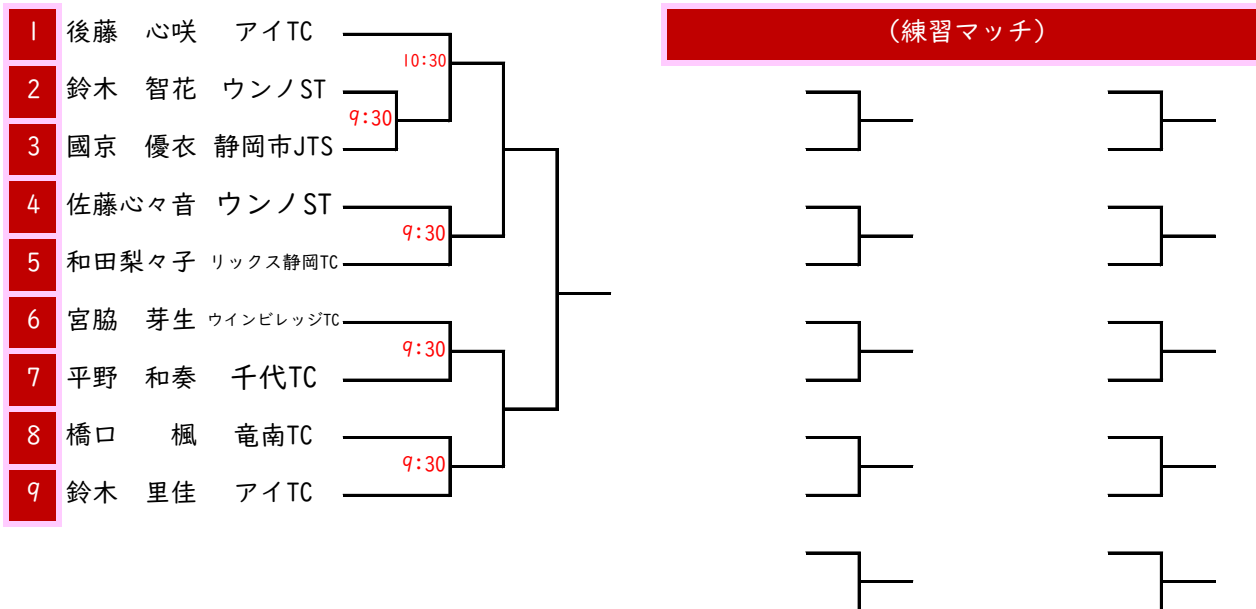 1 後藤　心咲　アイTC
10:30
2 鈴木　智花　ウンノST
9:30
3 國京　優衣　静岡市JTS
4 佐藤心々音　ウンノST
9:30
5 和田梨々子　リックス静岡TC
6 宮脇　芽生　ウインビレッジTC
9:30
7 平野　和奏　千代TC
8 橋口　楓　竜南TC
9:30
9 鈴木　里佳　アイTC
(練習マッチ)